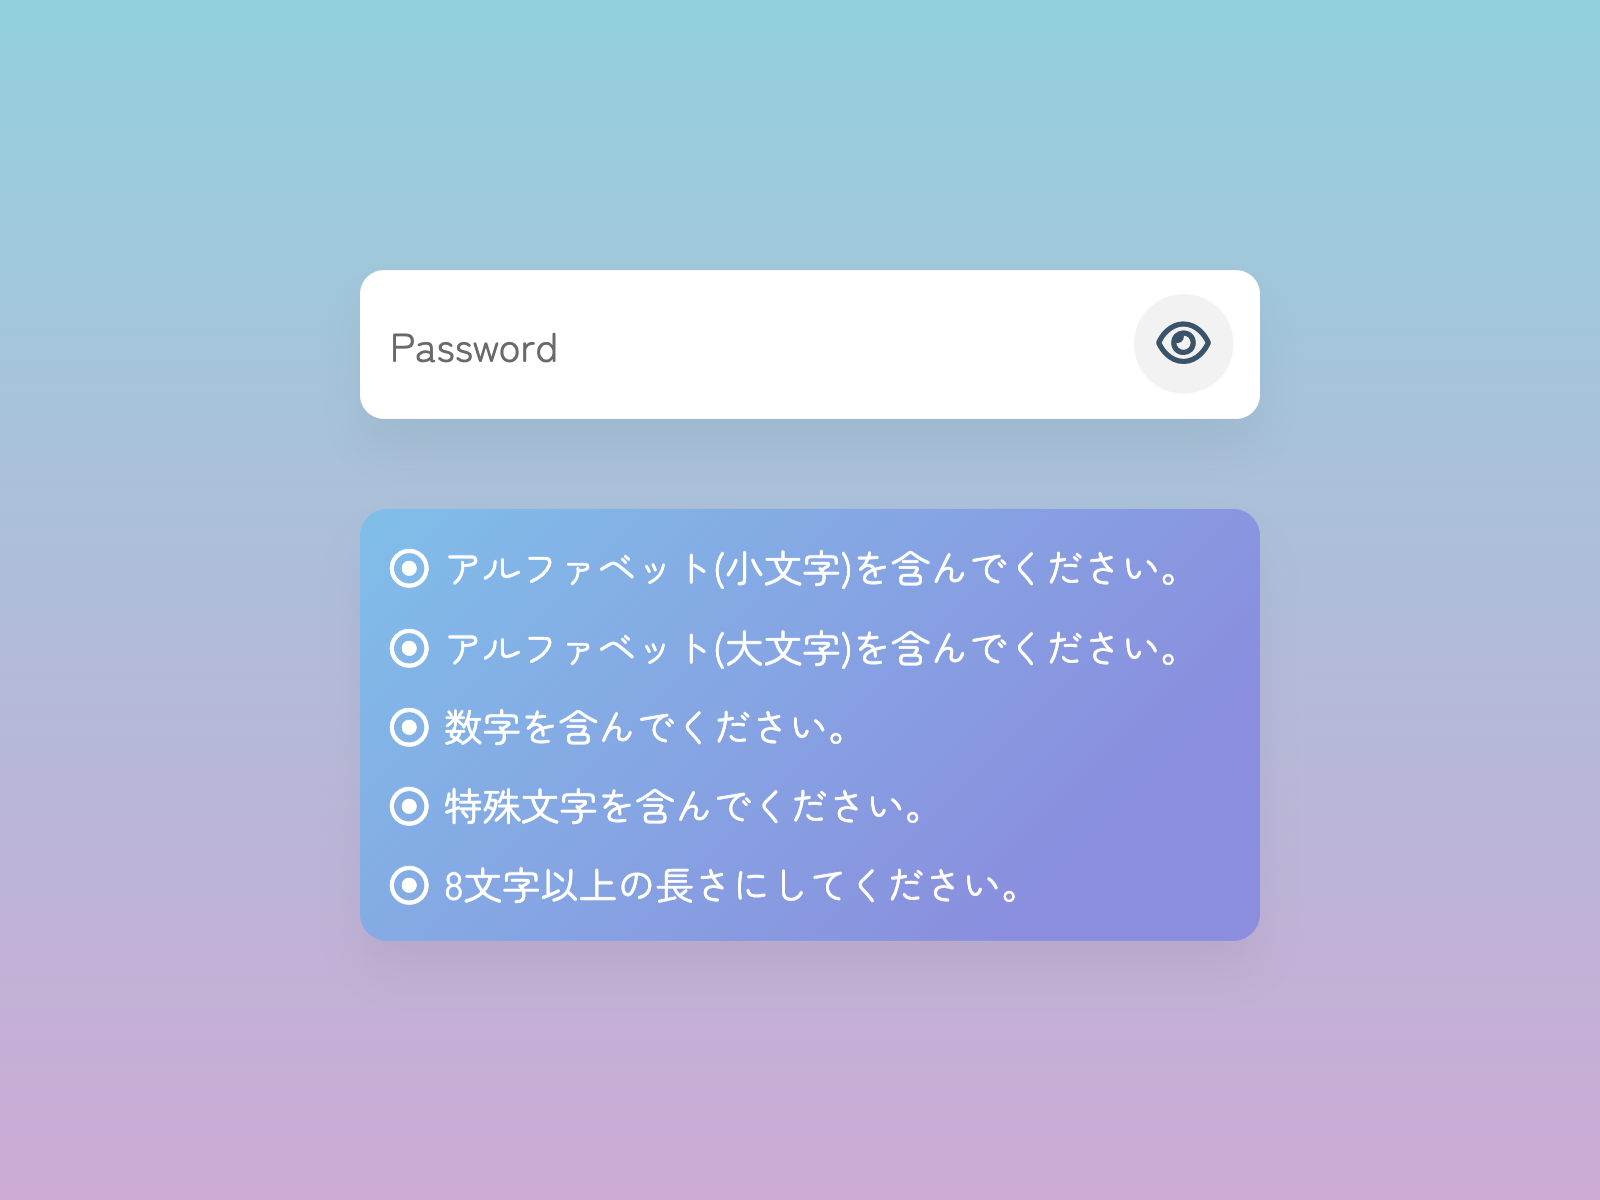 Password
アルファベット(小文字)を含んでください。
アルファベット(大文字)を含んでください。
数字を含んでください。
特殊文字を含んでください。
8文字以上の長さにしてください。